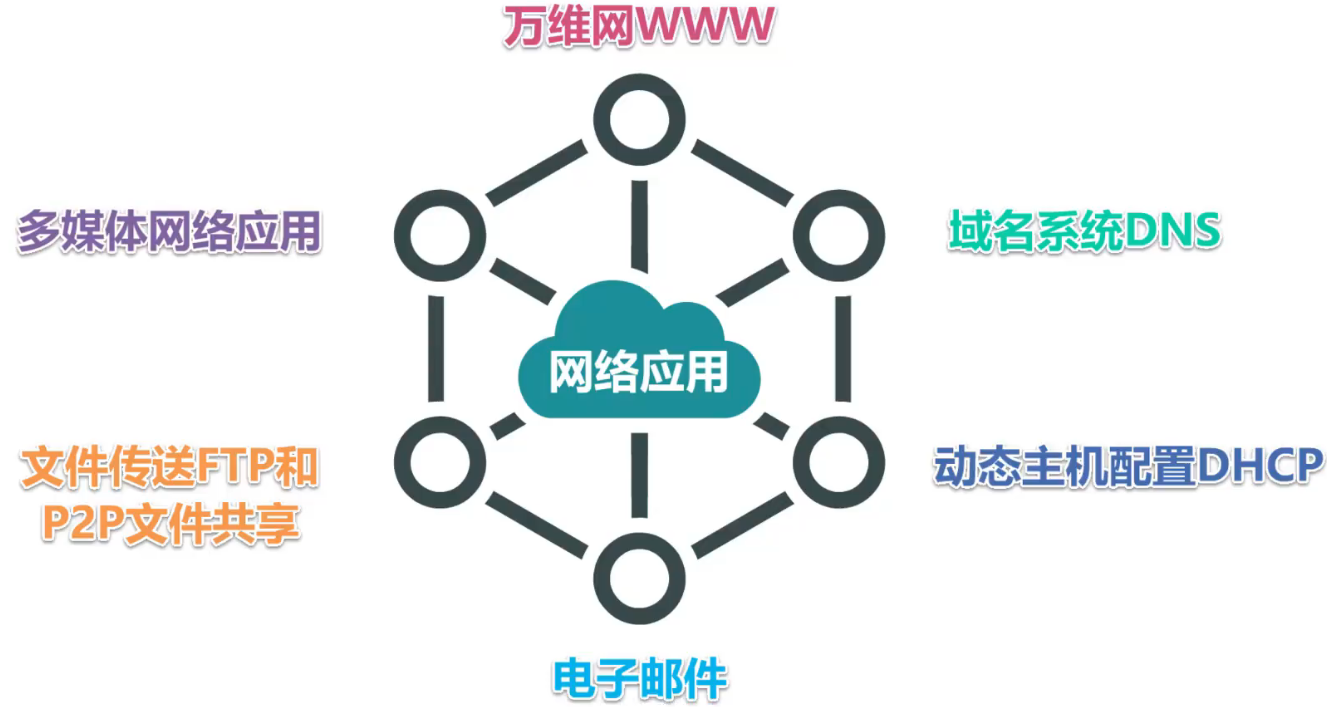 万维网WWW
多媒体网络应用
域名系统DNS
网络应用
文件传送FTP和
P2P文件共享
动态主机配置DHCP
电子邮件